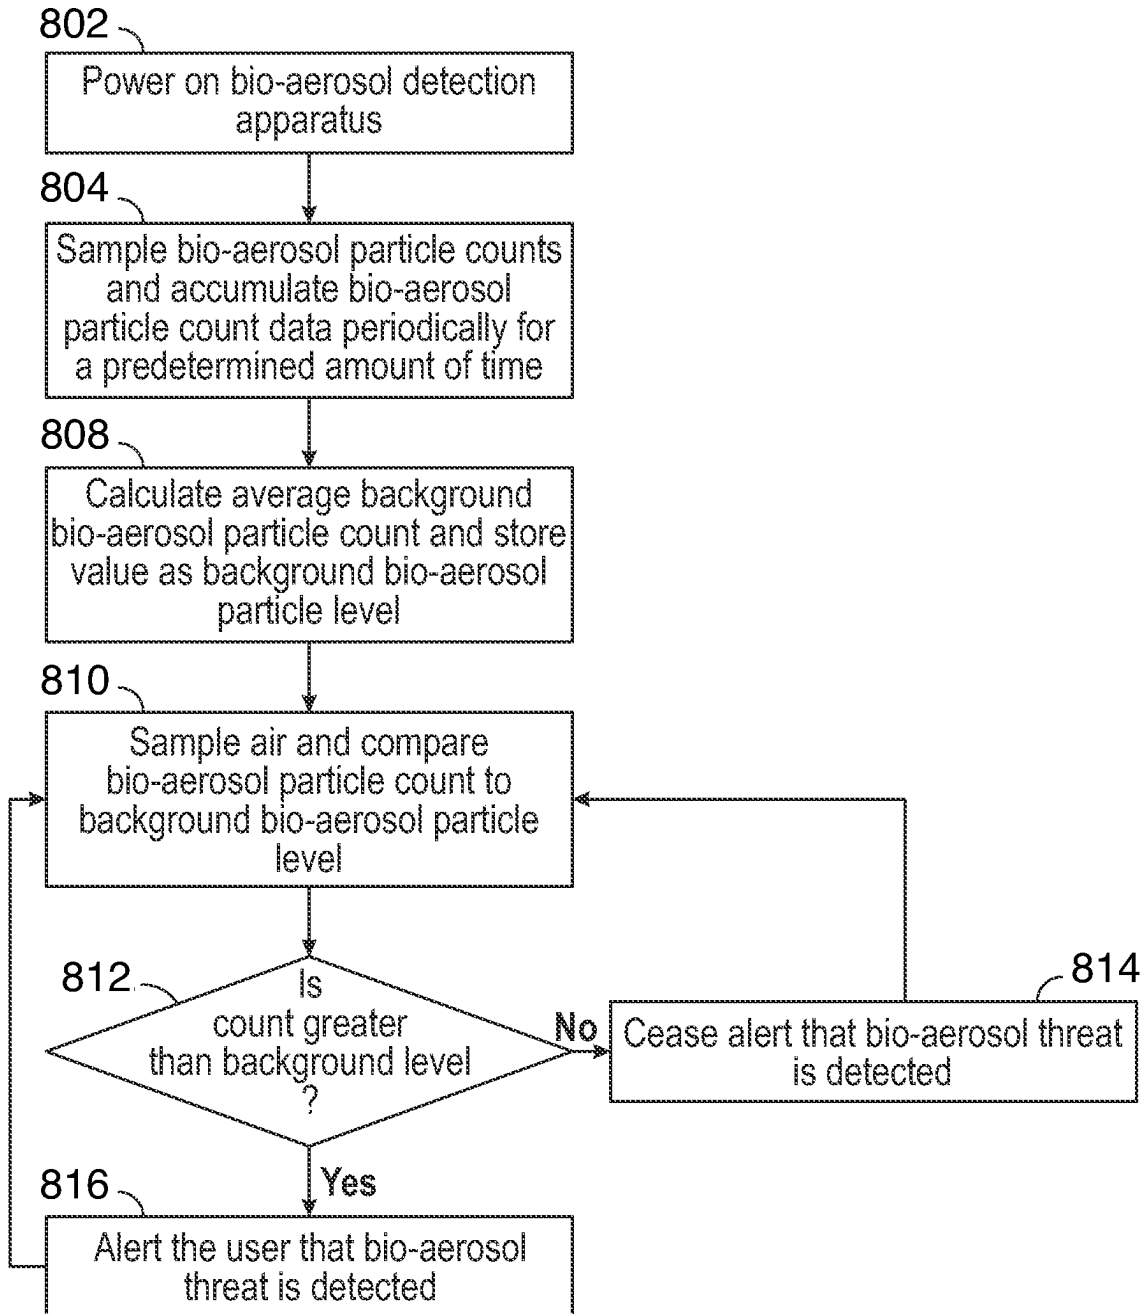 802
Power on bio-aerosol detection
apparatus
804
Sample bio-aerosol particle counts
and accumulate bio-aerosol
particle count data periodically for
a predetermined amount of time
808
Calculate average background
bio-aerosol particle count and store
value as background bio-aerosol
particle level
810
Sample air and compare
bio-aerosol particle count to
background bio-aerosol particle
level
812
Is
count greater
than background level
?
No
814
Cease alert that bio-aerosol threat
is detected
Yes
816
Alert the user that bio-aerosol
threat is detected